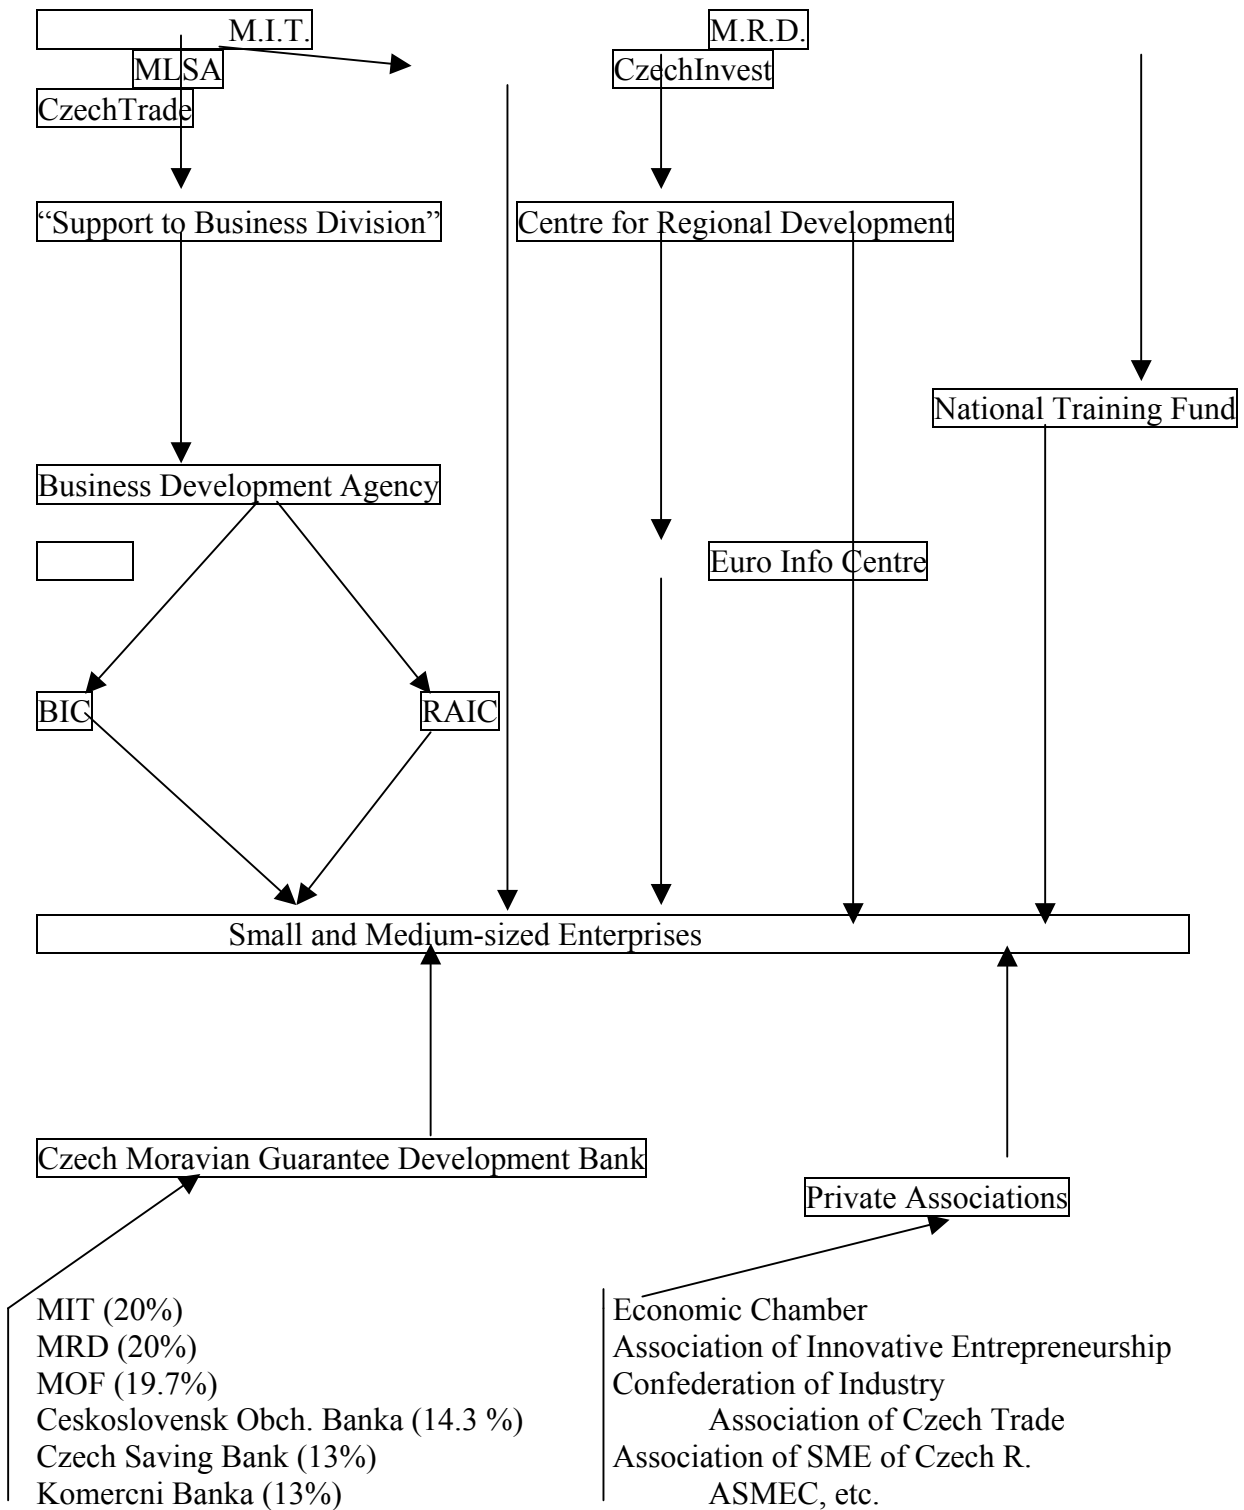 M.I.T. M.R.D.
MLSA CzechInvest
CzechTrade
“Support to Business Division” Centre for Regional Development
National Training Fund
Business Development Agency
Euro Info Centre
BIC RAIC
Small and Medium-sized Enterprises
Czech Moravian Guarantee Development Bank
Private Associations
MIT (20%)
MRD (20%)
MOF (19.7%)
Ceskoslovensk Obch. Banka (14.3 %)
Czech Saving Bank (13%)
Komercni Banka (13%)
Economic Chamber
Association of Innovative Entrepreneurship
Confederation of Industry
Association of Czech Trade
Association of SME of Czech R.
ASMEC, etc.